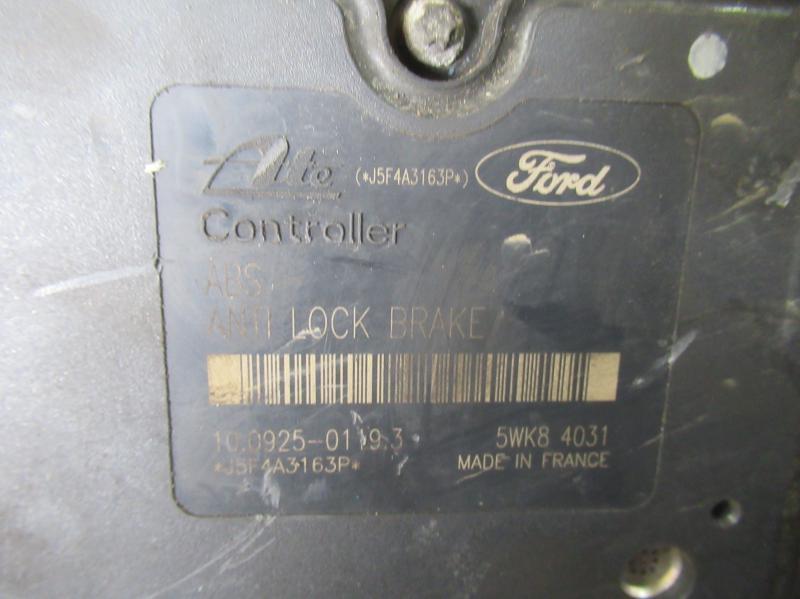 Ate (*J5F4A3163P*) Ford
Controller
ABS
ANTI LOCK BRAKE
10.0925-0119.3 5WK8 4031
*J5F4A3163P* MADE IN FRANCE